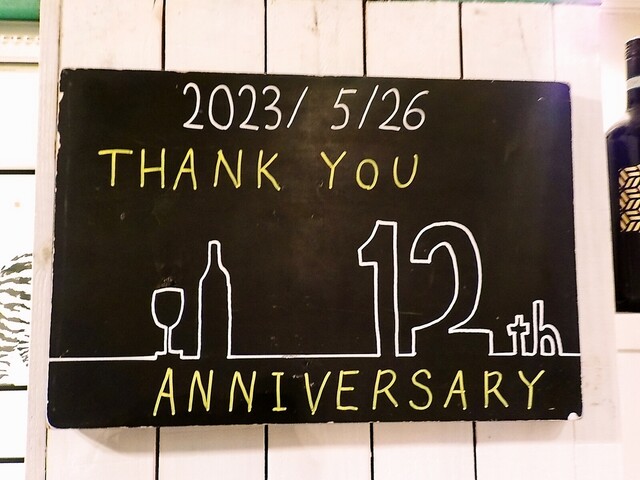 2023/ 5/26
THANK YOU
12th
ANNIVERSARY